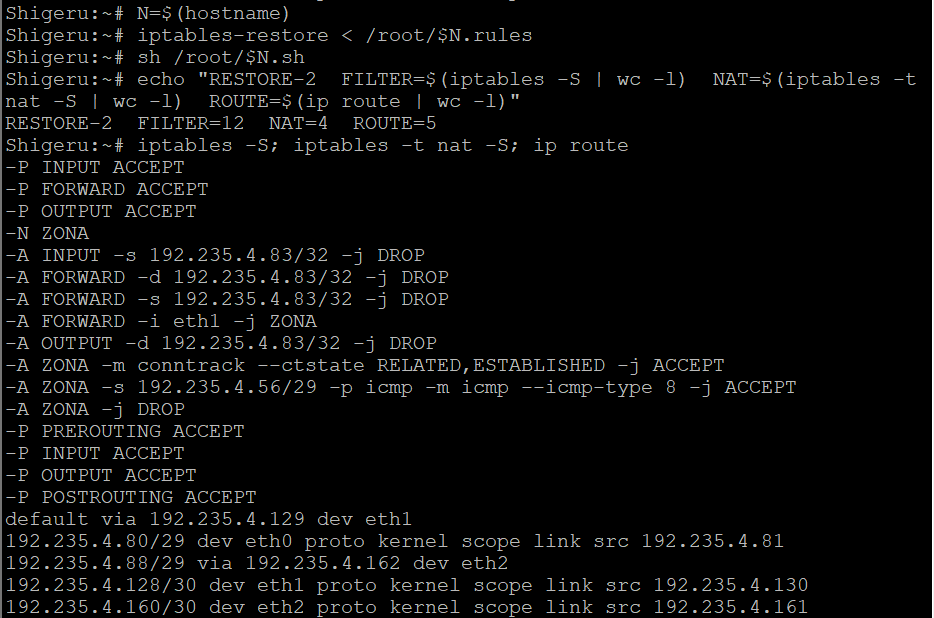 Shigeru:~# N=$(hostname)
Shigeru:~# iptables-restore < /root/$N.rules
Shigeru:~# sh /root/$N.sh
Shigeru:~# echo "RESTORE-2  FILTER=$(iptables -S | wc -l)  NAT=$(iptables -t
nat -S | wc -l)  ROUTE=$(ip route | wc -l)"
RESTORE-2  FILTER=12  NAT=4  ROUTE=5
Shigeru:~# iptables -S; iptables -t nat -S; ip route
-P INPUT ACCEPT
-P FORWARD ACCEPT
-P OUTPUT ACCEPT
-N ZONA
-A INPUT -s 192.235.4.83/32 -j DROP
-A FORWARD -d 192.235.4.83/32 -j DROP
-A FORWARD -s 192.235.4.83/32 -j DROP
-A FORWARD -i eth1 -j ZONA
-A OUTPUT -d 192.235.4.83/32 -j DROP
-A ZONA -m conntrack --ctstate RELATED,ESTABLISHED -j ACCEPT
-A ZONA -s 192.235.4.56/29 -p icmp -m icmp --icmp-type 8 -j ACCEPT
-A ZONA -j DROP
-P PREROUTING ACCEPT
-P INPUT ACCEPT
-P OUTPUT ACCEPT
-P POSTROUTING ACCEPT
default via 192.235.4.129 dev eth1
192.235.4.80/29 dev eth0 proto kernel scope link src 192.235.4.81
192.235.4.88/29 via 192.235.4.162 dev eth2
192.235.4.128/30 dev eth1 proto kernel scope link src 192.235.4.130
192.235.4.160/30 dev eth2 proto kernel scope link src 192.235.4.161